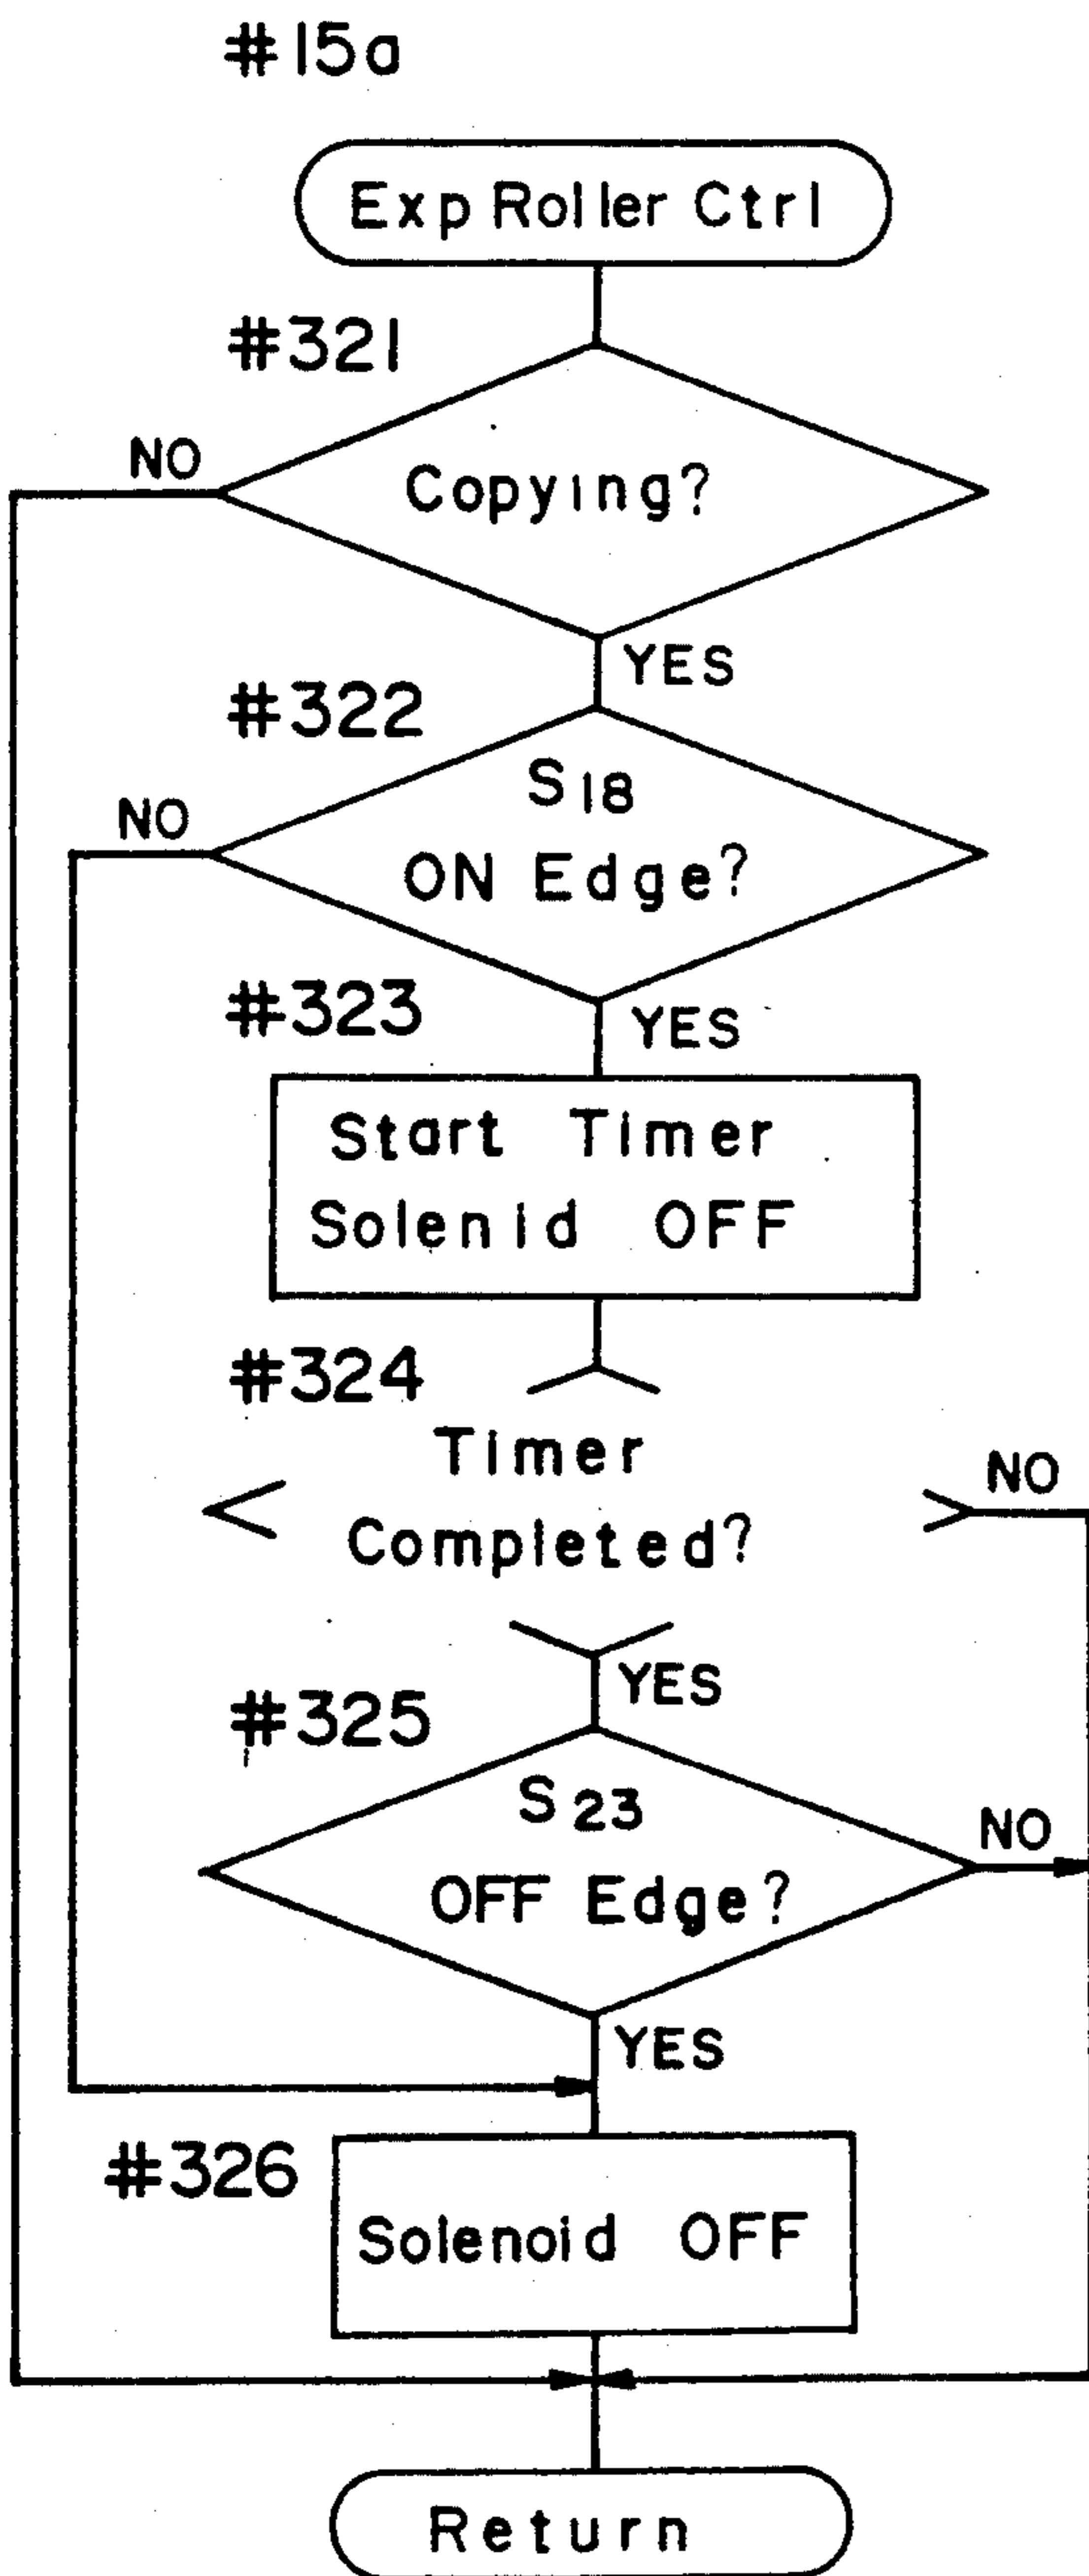 #15a
Exp Roller Ctrl
#321
NO
Copying?
YES
#322
S18
NO
ON Edge?
#323
YES
Start Timer
Solenid OFF
#324
Timer
NO
Completed?
YES
#325
S23
NO
OFF Edge?
YES
#326
Solenoid OFF
Return